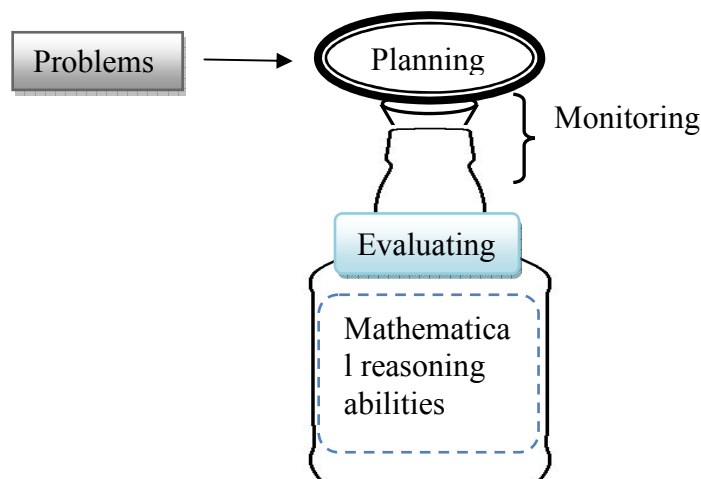 Problems
Planning
Monitoring
Evaluating
Mathematica
l reasoning
abilities